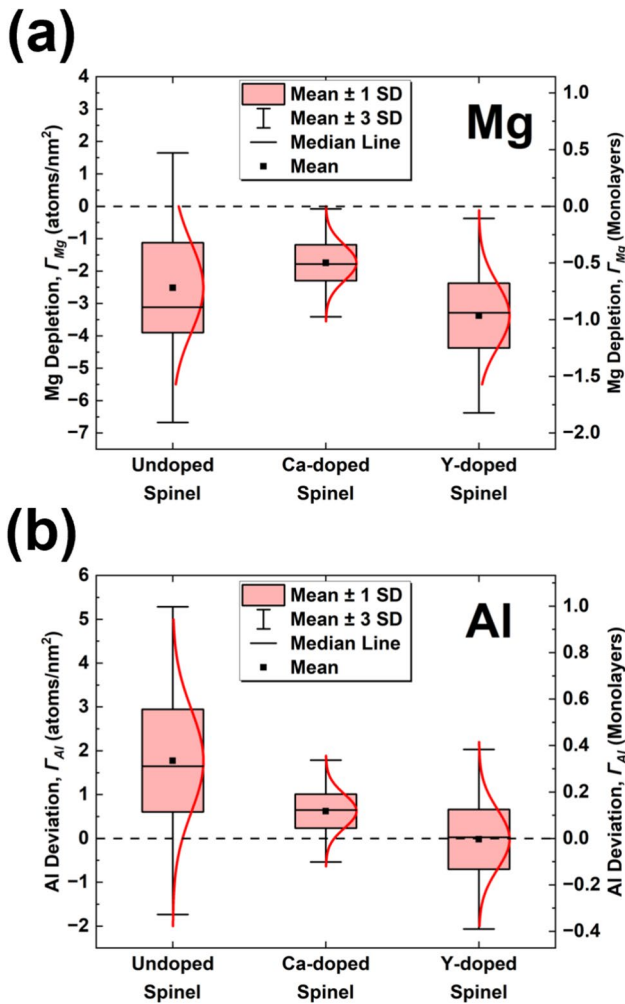 (a)
Mg Depletion, Γ_Mg (atoms/nm²)
4
3
2
1
0
−1
−2
−3
−4
−5
−6
−7
Mean ± 1 SD
Mean ± 3 SD
Median Line
Mean
Mg
1.0
0.5
0.0
−0.5
−1.0
−1.5
−2.0
Mg Depletion, Γ_Mg (Monolayers)
Undoped
Spinel
Ca-doped
Spinel
Y-doped
Spinel
(b)
Al Deviation, Γ_Al (atoms/nm²)
6
5
4
3
2
1
0
−1
−2
Mean ± 1 SD
Mean ± 3 SD
Median Line
Mean
Al
1.0
0.8
0.6
0.4
0.2
0.0
−0.2
−0.4
Al Deviation, Γ_Al (Monolayers)
Undoped
Spinel
Ca-doped
Spinel
Y-doped
Spinel